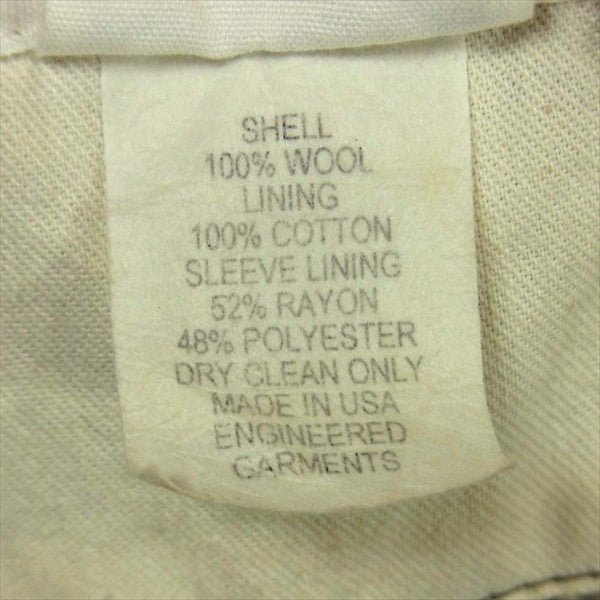 SHELL
100% WOOL
LINING
100% COTTON
SLEEVE LINING
52% RAYON
48% POLYESTER
DRY CLEAN ONLY
MADE IN USA
ENGINEERED
GARMENTS